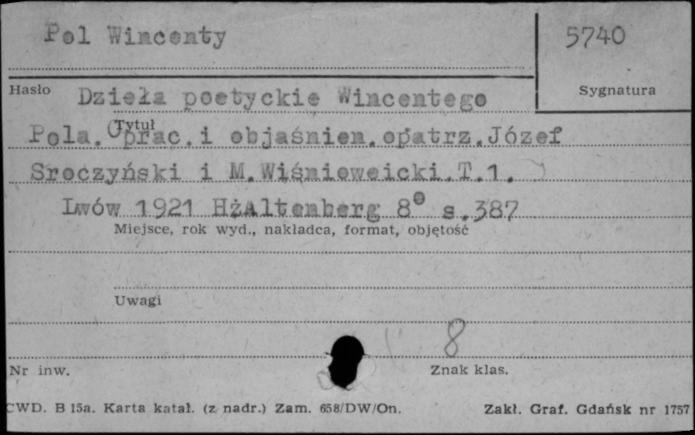 Pol Wincenty
5740
Hasło
Sygnatura
Dzieła poetyckie Wincentego
Tytuł
Pola. Oprac.i objaśnien.opatrz.Józef
Sroczyński i M.Wiśnioweicki.T.1.
Lwów 1921 HżAltenberg 8° s.387
Miejsce, rok wyd., nakładca, format, objętość
Uwagi
8
Nr inw.
Znak klas.
CWD. B 15a. Karta katal. (z nadr.) Zam. 658/DW/On.
Zakł. Graf. Gdańsk nr 1757